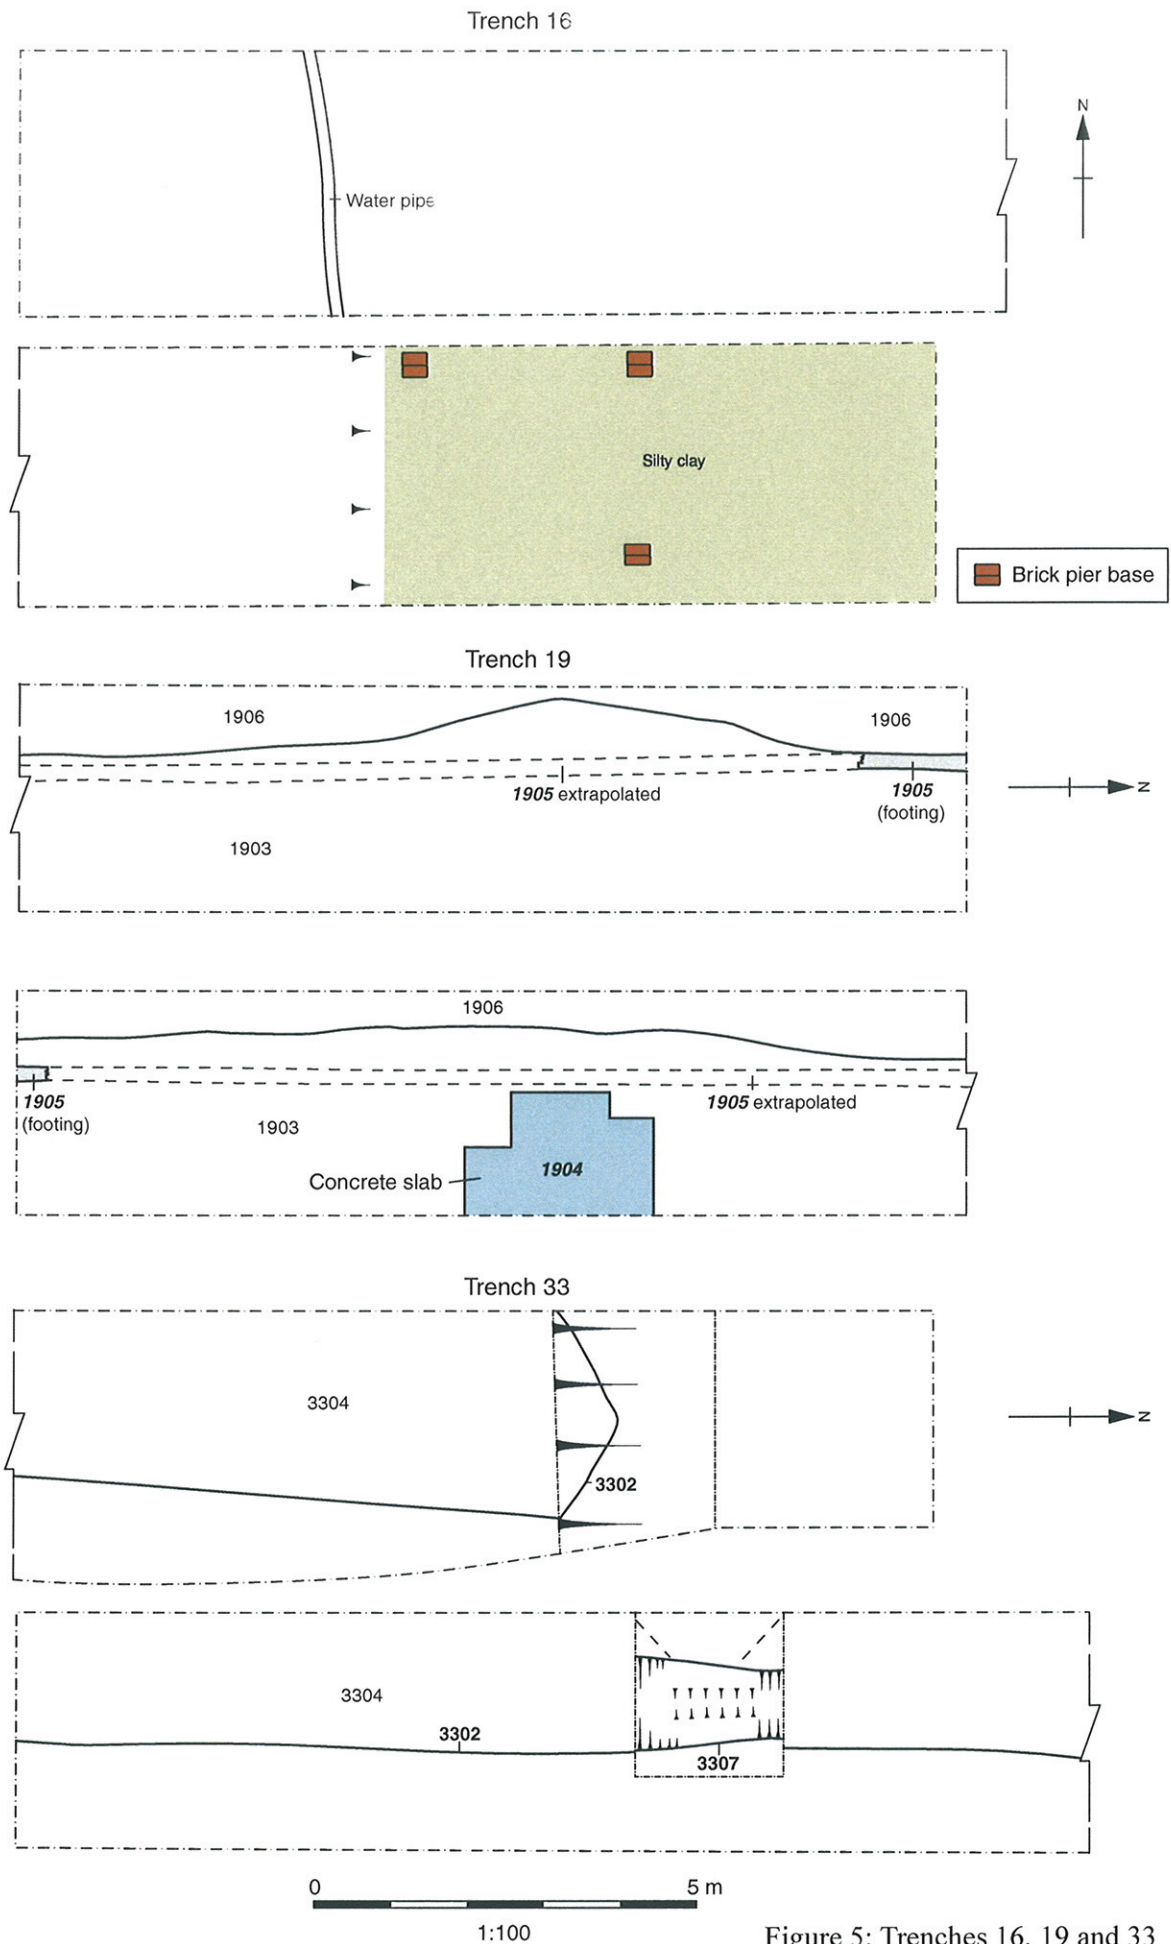 Trench 16
N
Water pipe
Silty clay
Brick pier base
Trench 19
1906
1906
1905 extrapolated
1905
(footing)
N
1903
1906
1905
(footing)
1905 extrapolated
1903
Concrete slab
1904
Trench 33
3304
N
3302
3304
3302
3307
0
5 m
1:100
Figure 5: Trenches 16, 19 and 33